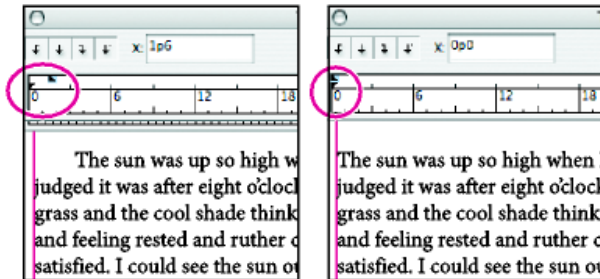 X: 1p6
0 6 12 18
The sun was up so high w
judged it was after eight o'clocl
grass and the cool shade think
and feeling rested and ruther c
satisfied. I could see the sun ou
X: 0p0
0 6 12 18
The sun was up so high when
judged it was after eight o'clocl
grass and the cool shade think
and feeling rested and ruther c
satisfied. I could see the sun ou